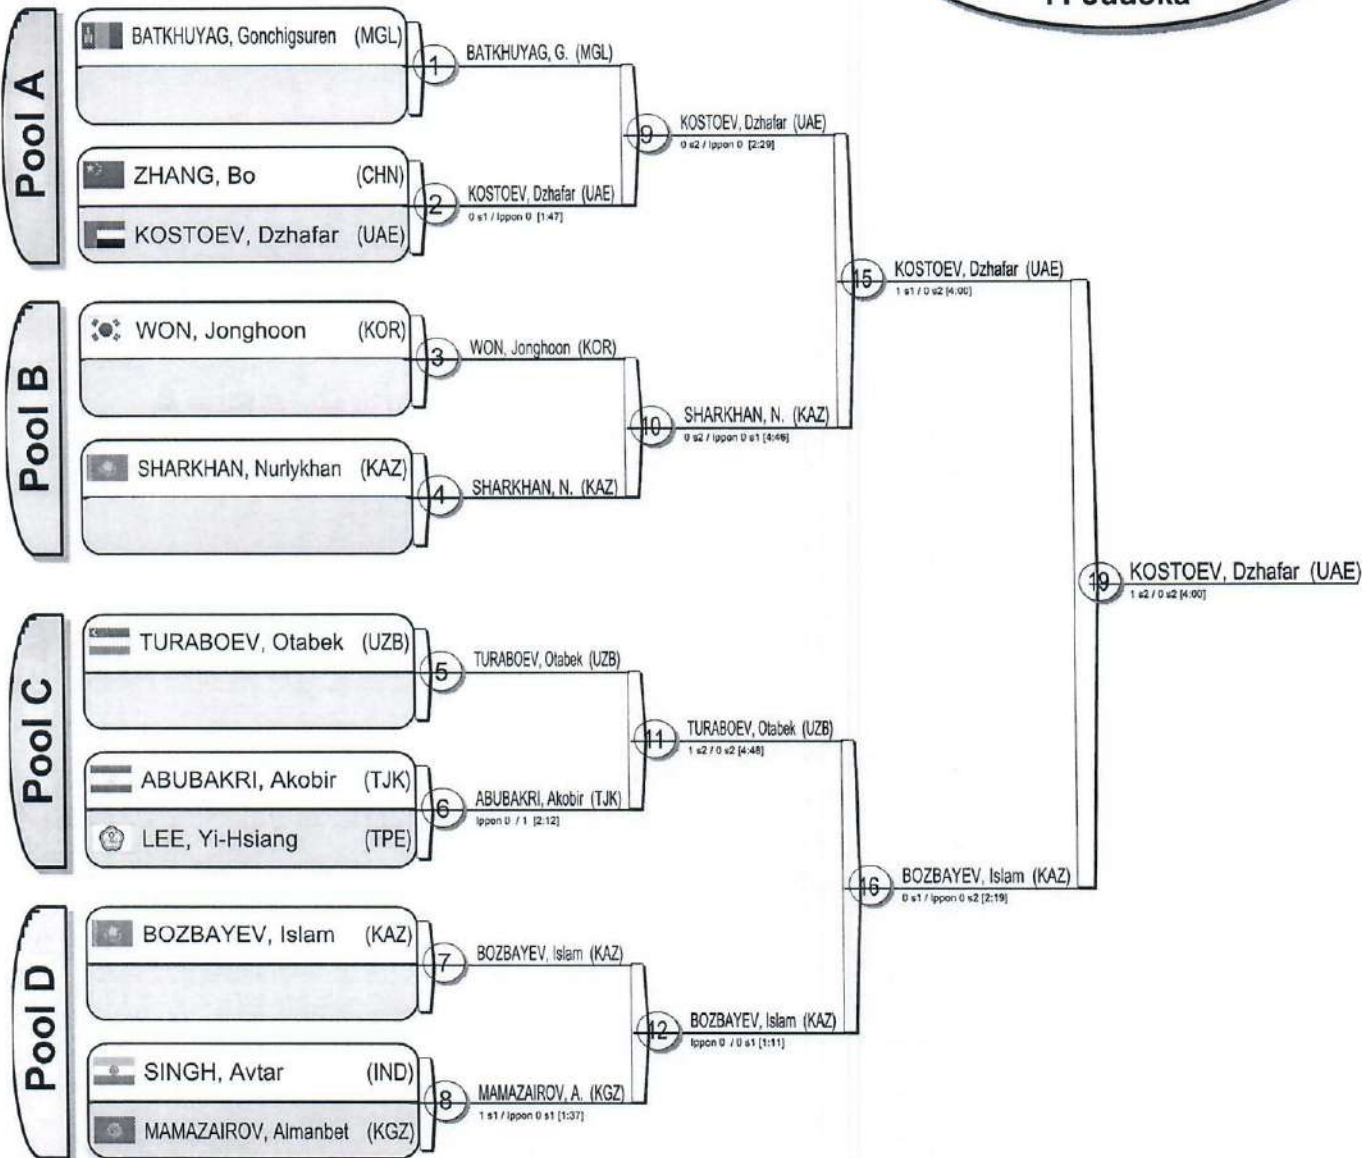 11 Judoka
Pool A
BATKHUYAG, Gonchigsuren (MGL)
1
BATKHUYAG, G. (MGL)
ZHANG, Bo (CHN)
KOSTOEV, Dzhafar (UAE)
2
KOSTOEV, Dzhafar (UAE)
0 s1 / Ippon 0 [1:47]
9
KOSTOEV, Dzhafar (UAE)
0 s2 / Ippon 0 [2:29]
Pool B
WON, Jonghoon (KOR)
3
WON, Jonghoon (KOR)
SHARKHAN, Nurlykhan (KAZ)
4
SHARKHAN, N. (KAZ)
10
SHARKHAN, N. (KAZ)
0 s2 / Ippon 0 s1 [4:46]
15
KOSTOEV, Dzhafar (UAE)
1 s1 / 0 s2 [4:00]
Pool C
TURABOEV, Otabek (UZB)
5
TURABOEV, Otabek (UZB)
ABUBAKRI, Akobir (TJK)
LEE, Yi-Hsiang (TPE)
6
ABUBAKRI, Akobir (TJK)
Ippon 0 / 1 [2:12]
11
TURABOEV, Otabek (UZB)
1 s2 / 0 s2 [4:48]
Pool D
BOZBAYEV, Islam (KAZ)
7
BOZBAYEV, Islam (KAZ)
SINGH, Avtar (IND)
MAMAZAIROV, Almanbet (KGZ)
8
MAMAZAIROV, A. (KGZ)
1 s1 / Ippon 0 s1 [1:37]
12
BOZBAYEV, Islam (KAZ)
Ippon 0 / 0 s1 [1:11]
16
BOZBAYEV, Islam (KAZ)
0 s1 / Ippon 0 s2 [2:19]
19
KOSTOEV, Dzhafar (UAE)
1 s2 / 0 s2 [4:00]